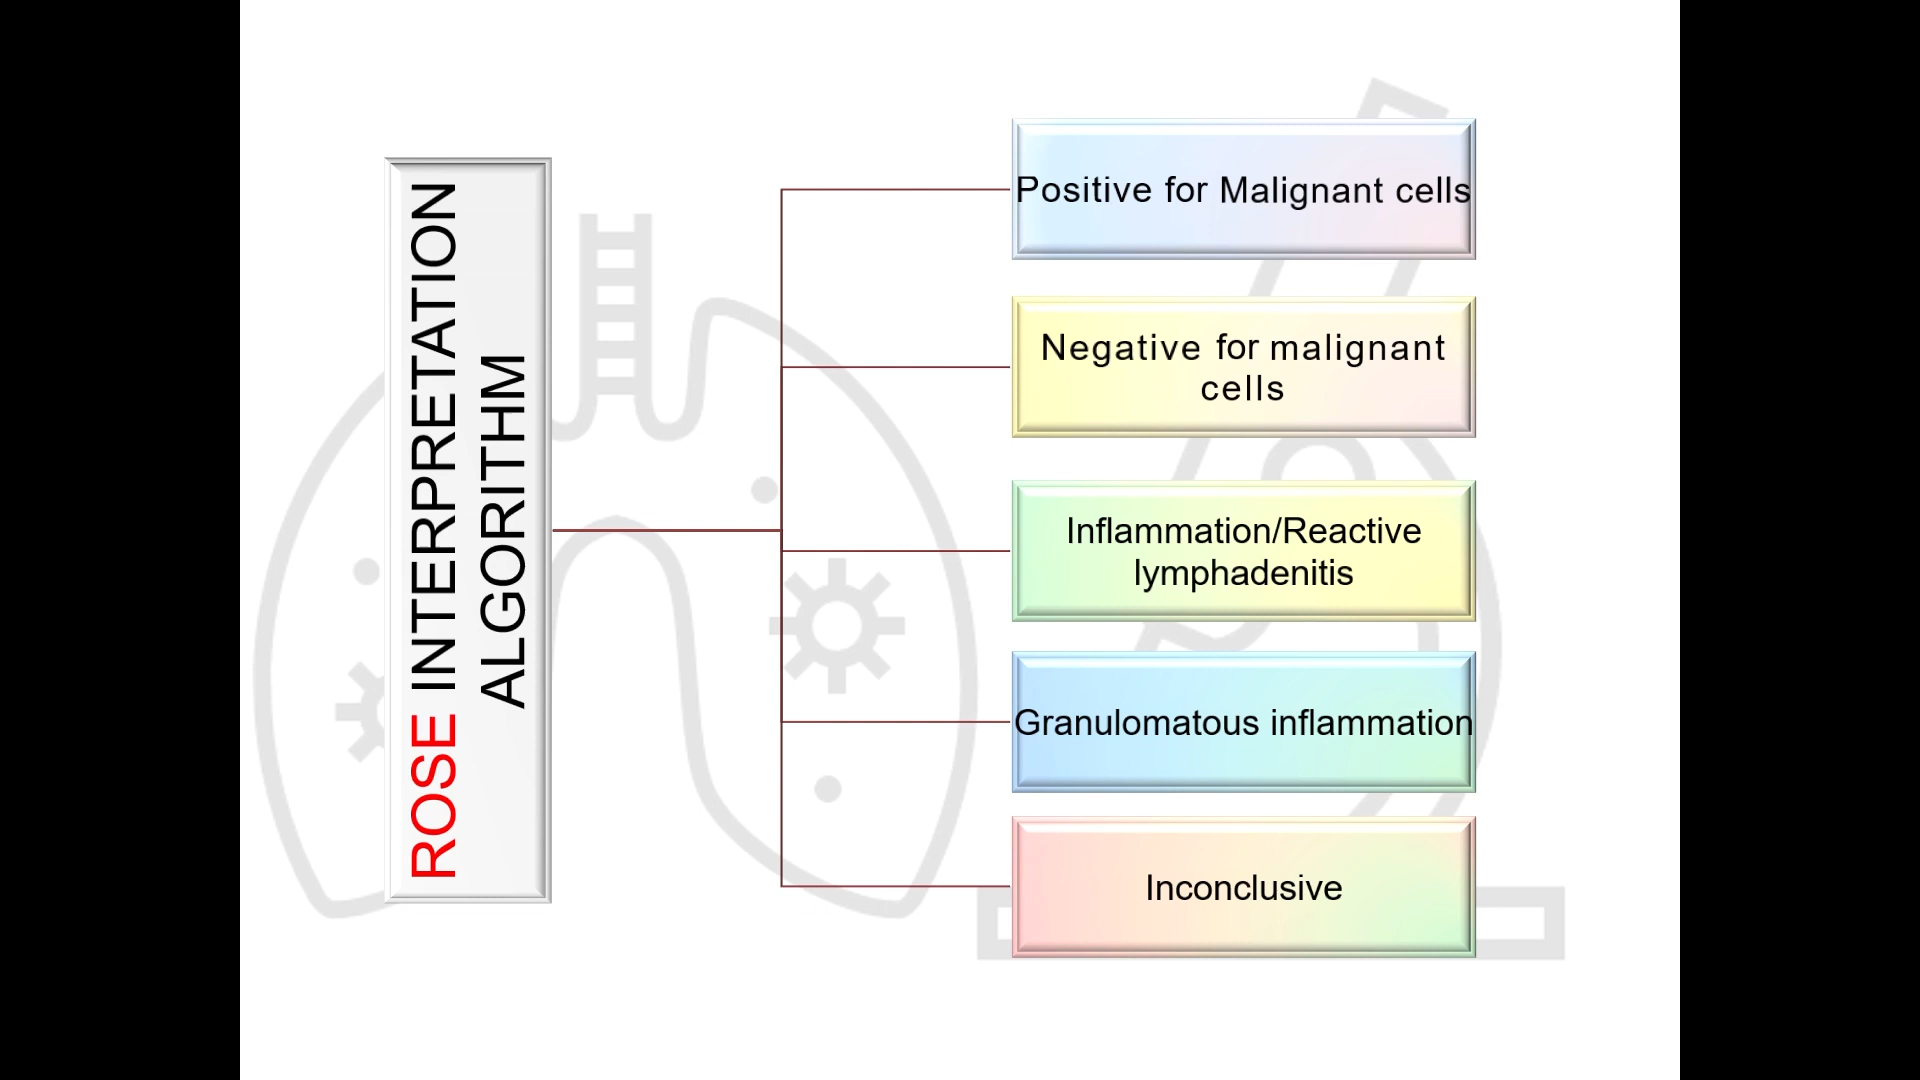 ROSE INTERPRETATION
ALGORITHM
Positive for Malignant cells
Negative for malignant
cells
Inflammation/Reactive
lymphadenitis
Granulomatous inflammation
Inconclusive